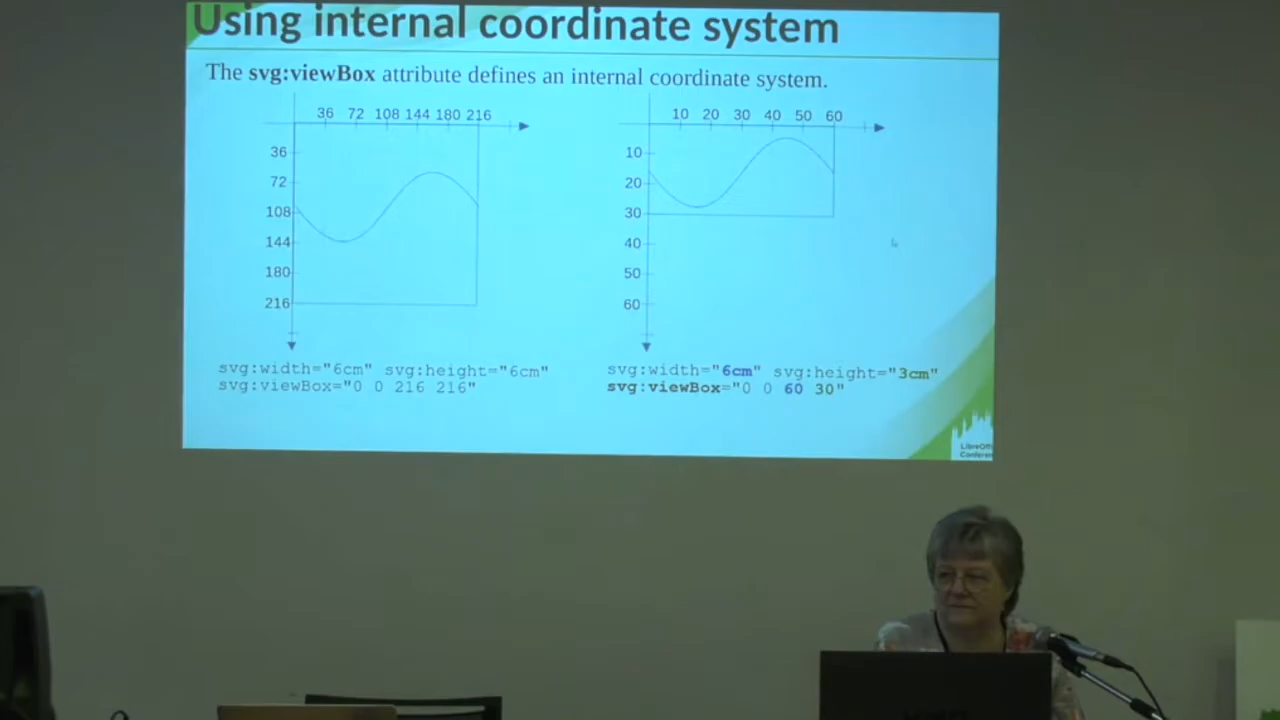 Using internal coordinate system
The svg:viewBox attribute defines an internal coordinate system.
36 72 108 144 180 216
36
72
108
144
180
216
10 20 30 40 50 60
10
20
30
40
50
60
svg:width="6cm" svg:height="6cm"
svg:viewBox="0 0 216 216"
svg:width="6cm" svg:height="3cm"
svg:viewBox="0 0 60 30"